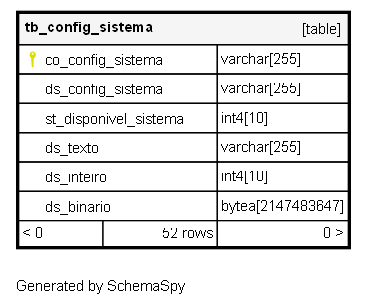 tb_config_sistema [table]
co_config_sistema varchar[255]
ds_config_sistema varchar[255]
st_disponivel_sistema int4[10]
ds_texto varchar[255]
ds_inteiro int4[10]
ds_binario bytea[2147483647]
< 0 52 rows 0 >
Generated by SchemaSpy